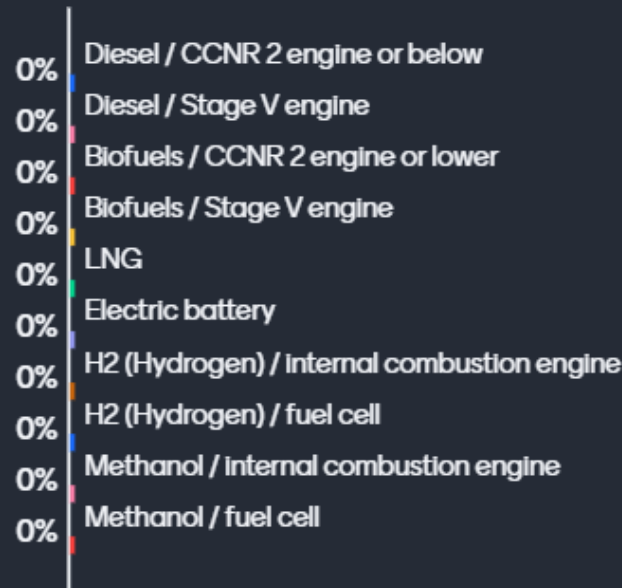 Diesel / CCNR 2 engine or below
0%
Diesel / Stage V engine
0%
Biofuels / CCNR 2 engine or lower
0%
Biofuels / Stage V engine
0%
LNG
0%
Electric battery
0%
H2 (Hydrogen) / internal combustion engine
0%
H2 (Hydrogen) / fuel cell
0%
Methanol / internal combustion engine
0%
Methanol / fuel cell
0%